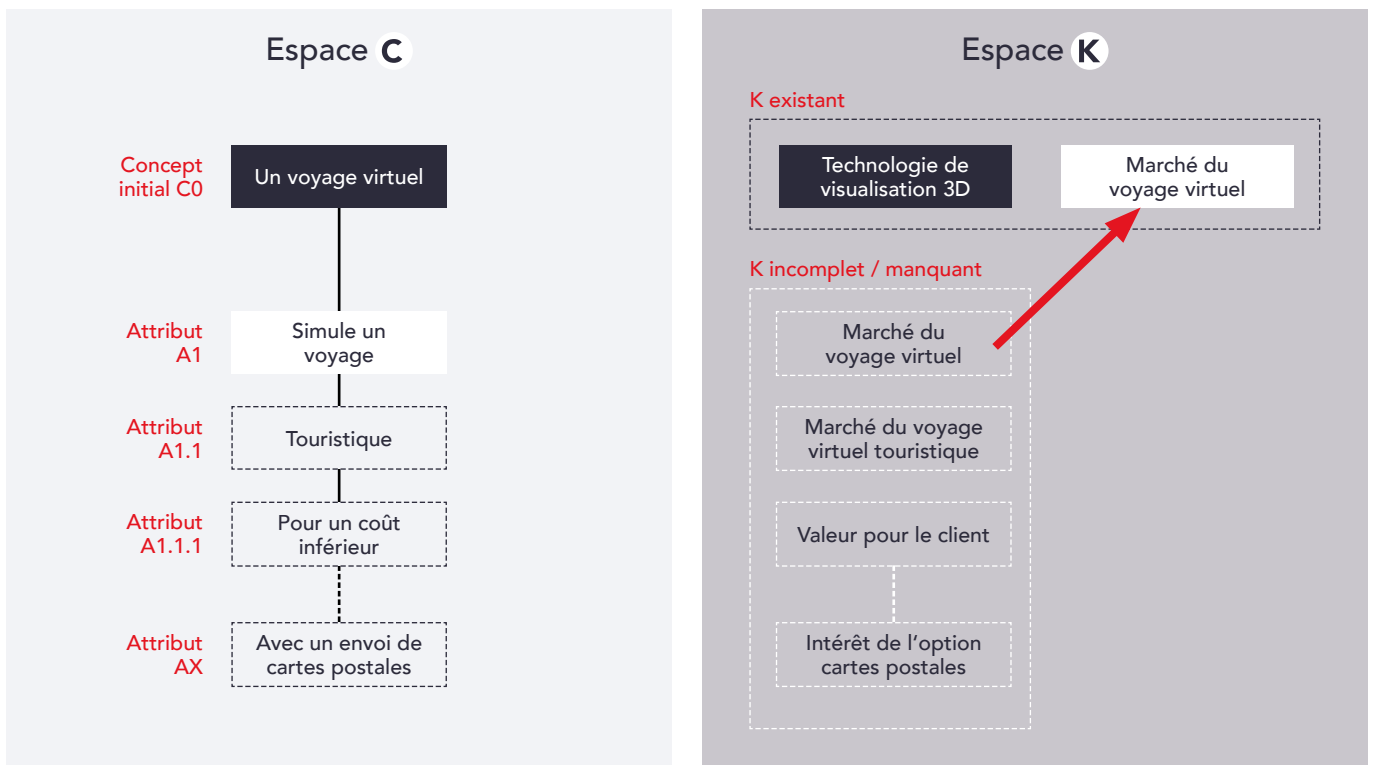 Espace C
Concept
initial C0
Un voyage virtuel
Attribut
A1
Simule un
voyage
Attribut
A1.1
Touristique
Attribut
A1.1.1
Pour un coût
inférieur
Attribut
AX
Avec un envoi de
cartes postales
Espace K
K existant
Technologie de
visualisation 3D
Marché du
voyage virtuel
K incomplet / manquant
Marché du
voyage virtuel
Marché du voyage
virtuel touristique
Valeur pour le client
Intérêt de l'option
cartes postales